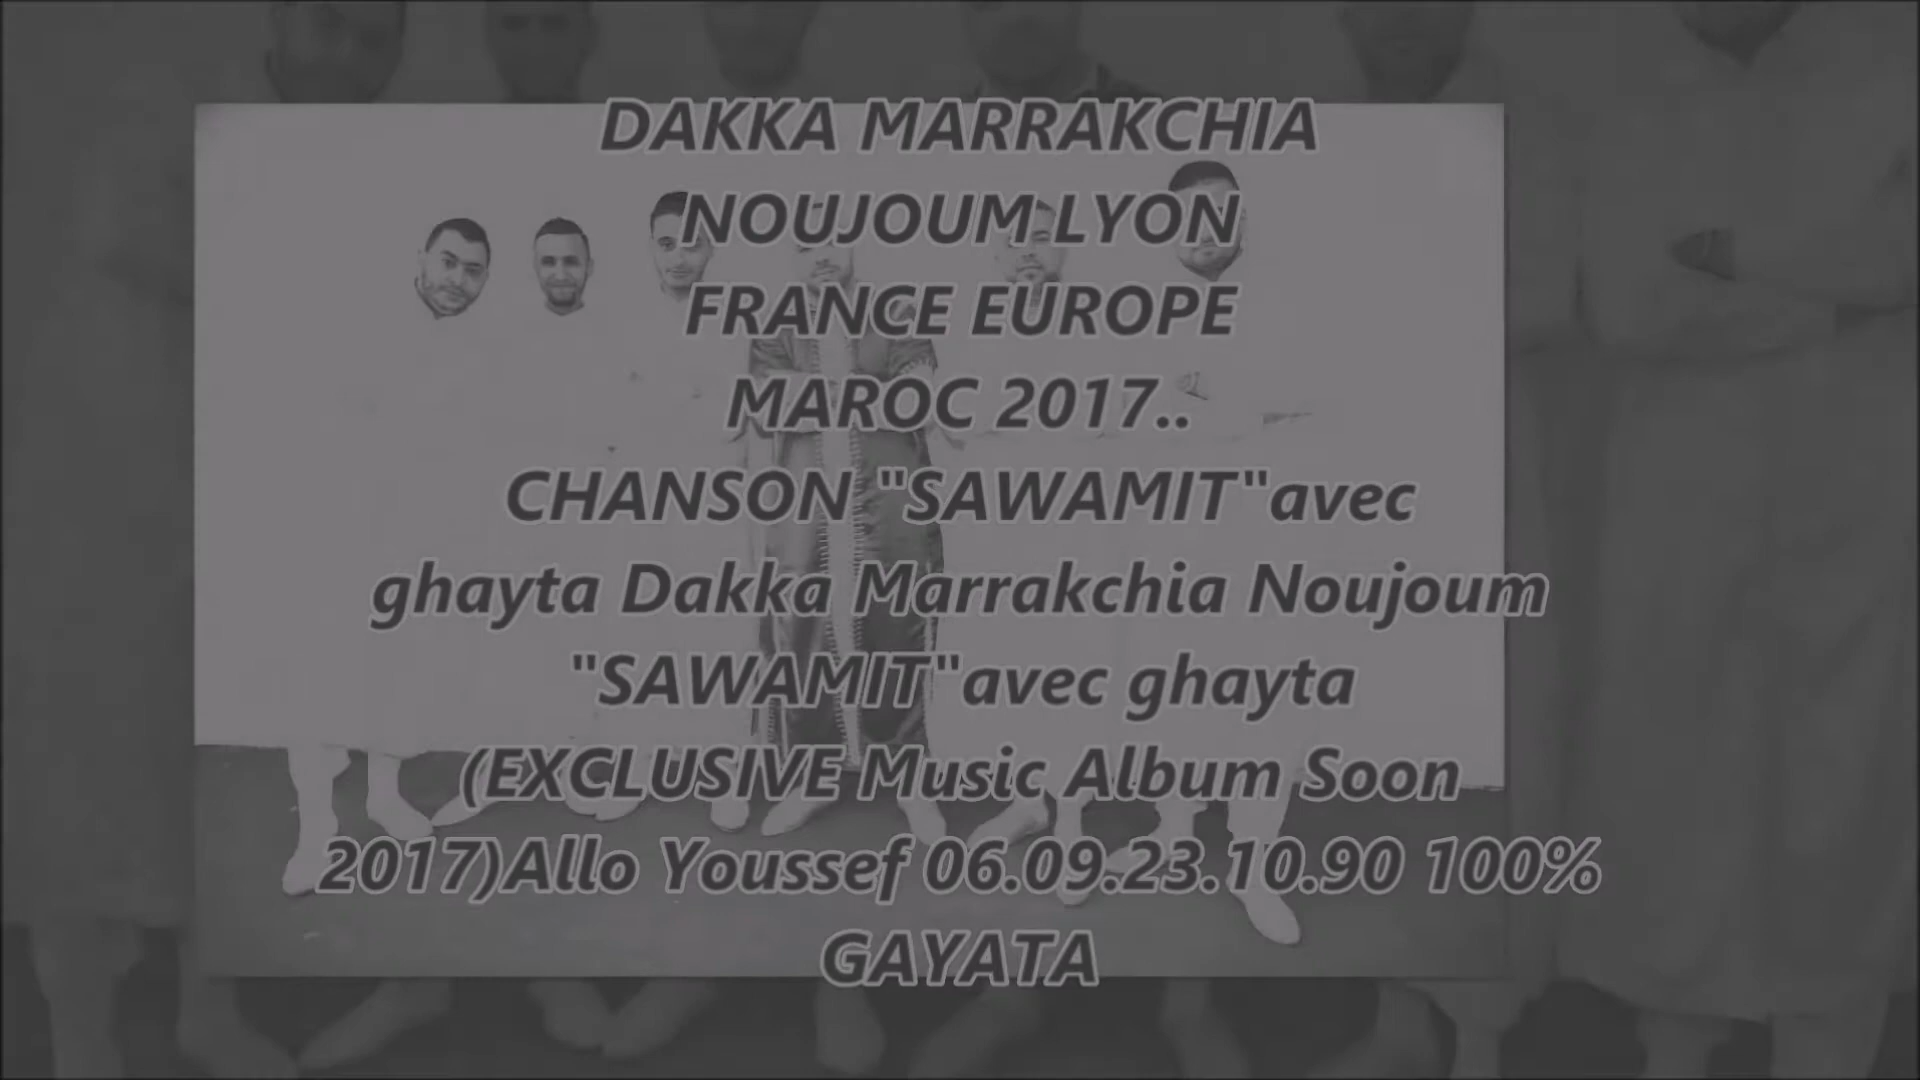 DAKKA MARRAKCHIA
NOUJOUM LYON
FRANCE EUROPE
MAROC 2017..
CHANSON "SAWAMIT"avec
ghayta Dakka Marrakchia Noujoum
"SAWAMIT"avec ghayta
(EXCLUSIVE Music Album Soon
2017)Allo Youssef 06.09.23.10.90 100%
GAYATA